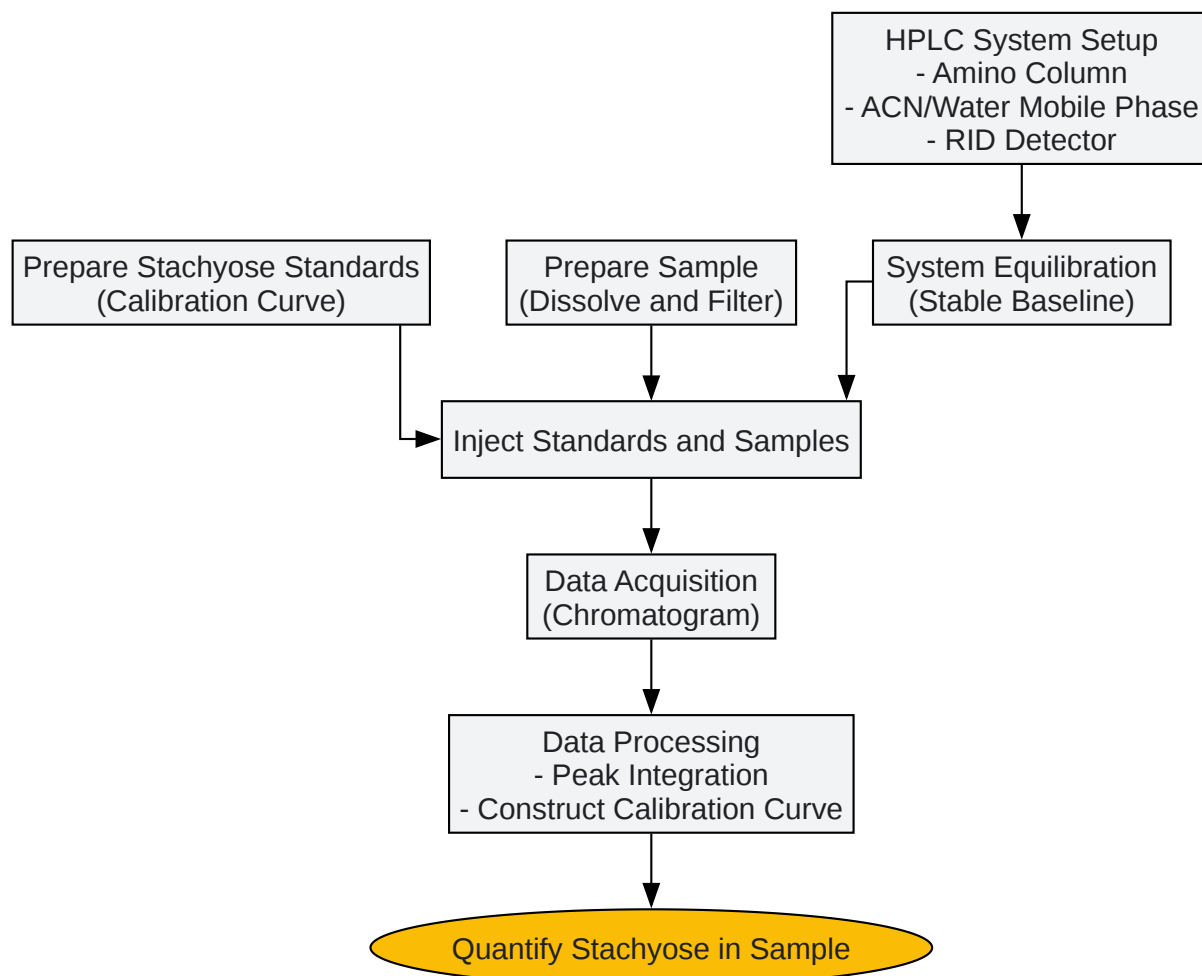 HPLC System Setup
- Amino Column
- ACN/Water Mobile Phase
- RID Detector
Prepare Stachyose Standards
(Calibration Curve)
Prepare Sample
(Dissolve and Filter)
System Equilibration
(Stable Baseline)
Inject Standards and Samples
Data Acquisition
(Chromatogram)
Data Processing
- Peak Integration
- Construct Calibration Curve
Quantify Stachyose in Sample